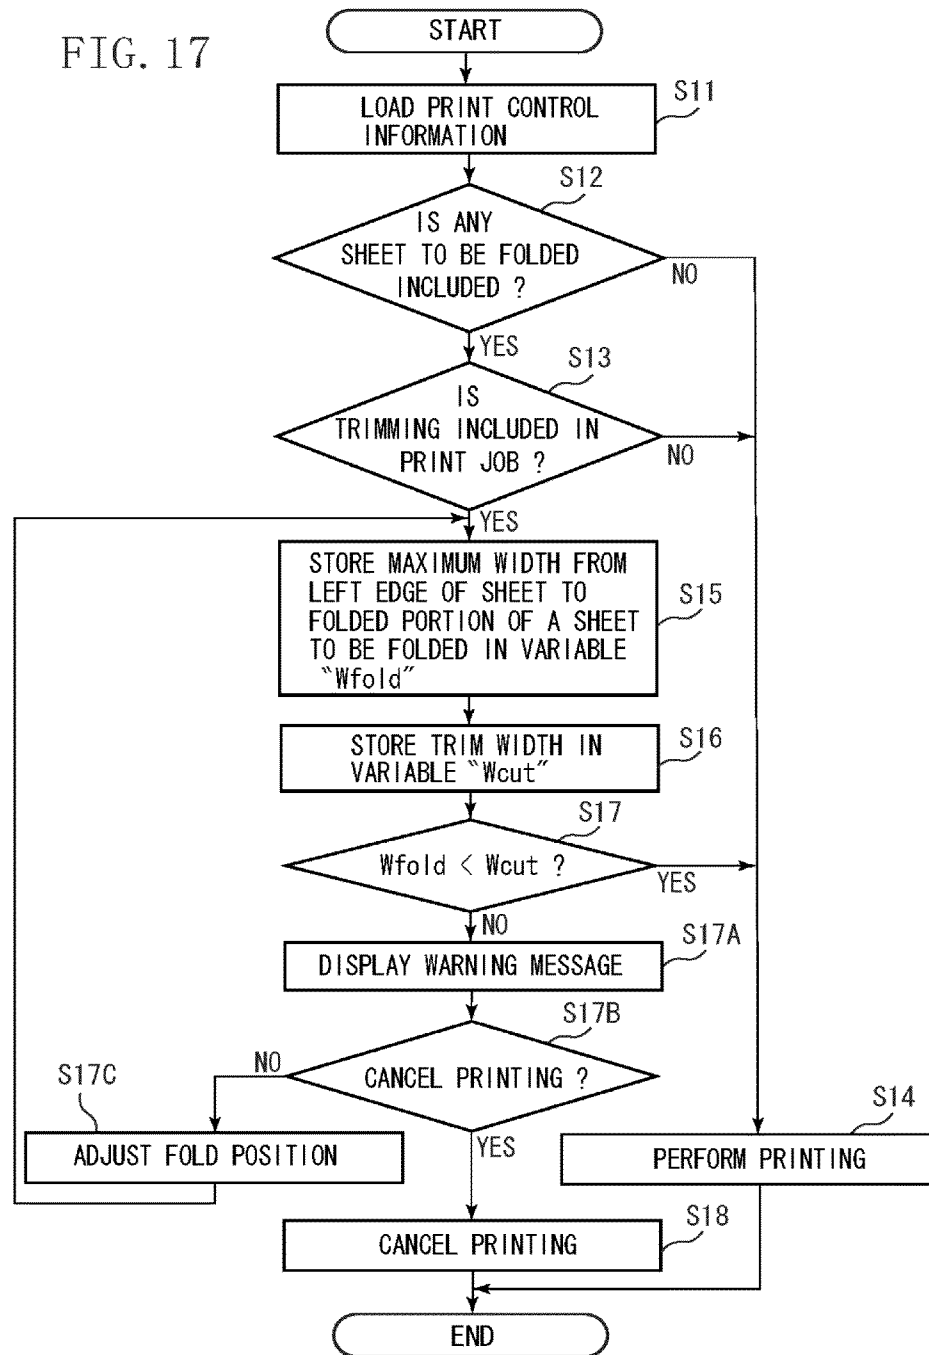 FIG. 17
START
S11
LOAD PRINT CONTROL
INFORMATION
S12
IS ANY
SHEET TO BE FOLDED
INCLUDED ?
NO
YES
S13
IS
TRIMMING INCLUDED IN
PRINT JOB ?
NO
YES
STORE MAXIMUM WIDTH FROM
LEFT EDGE OF SHEET TO
FOLDED PORTION OF A SHEET
TO BE FOLDED IN VARIABLE
"Wfold"
S15
STORE TRIM WIDTH IN
VARIABLE "Wcut"
S16
S17
Wfold < Wcut ?
YES
NO
S17A
DISPLAY WARNING MESSAGE
S17B
CANCEL PRINTING ?
NO
YES
S17C
ADJUST FOLD POSITION
S14
PERFORM PRINTING
S18
CANCEL PRINTING
END